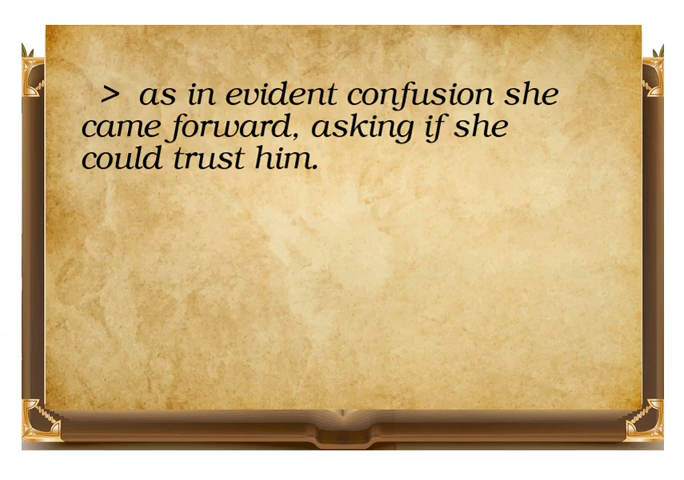 > as in evident confusion she
came forward, asking if she
could trust him.